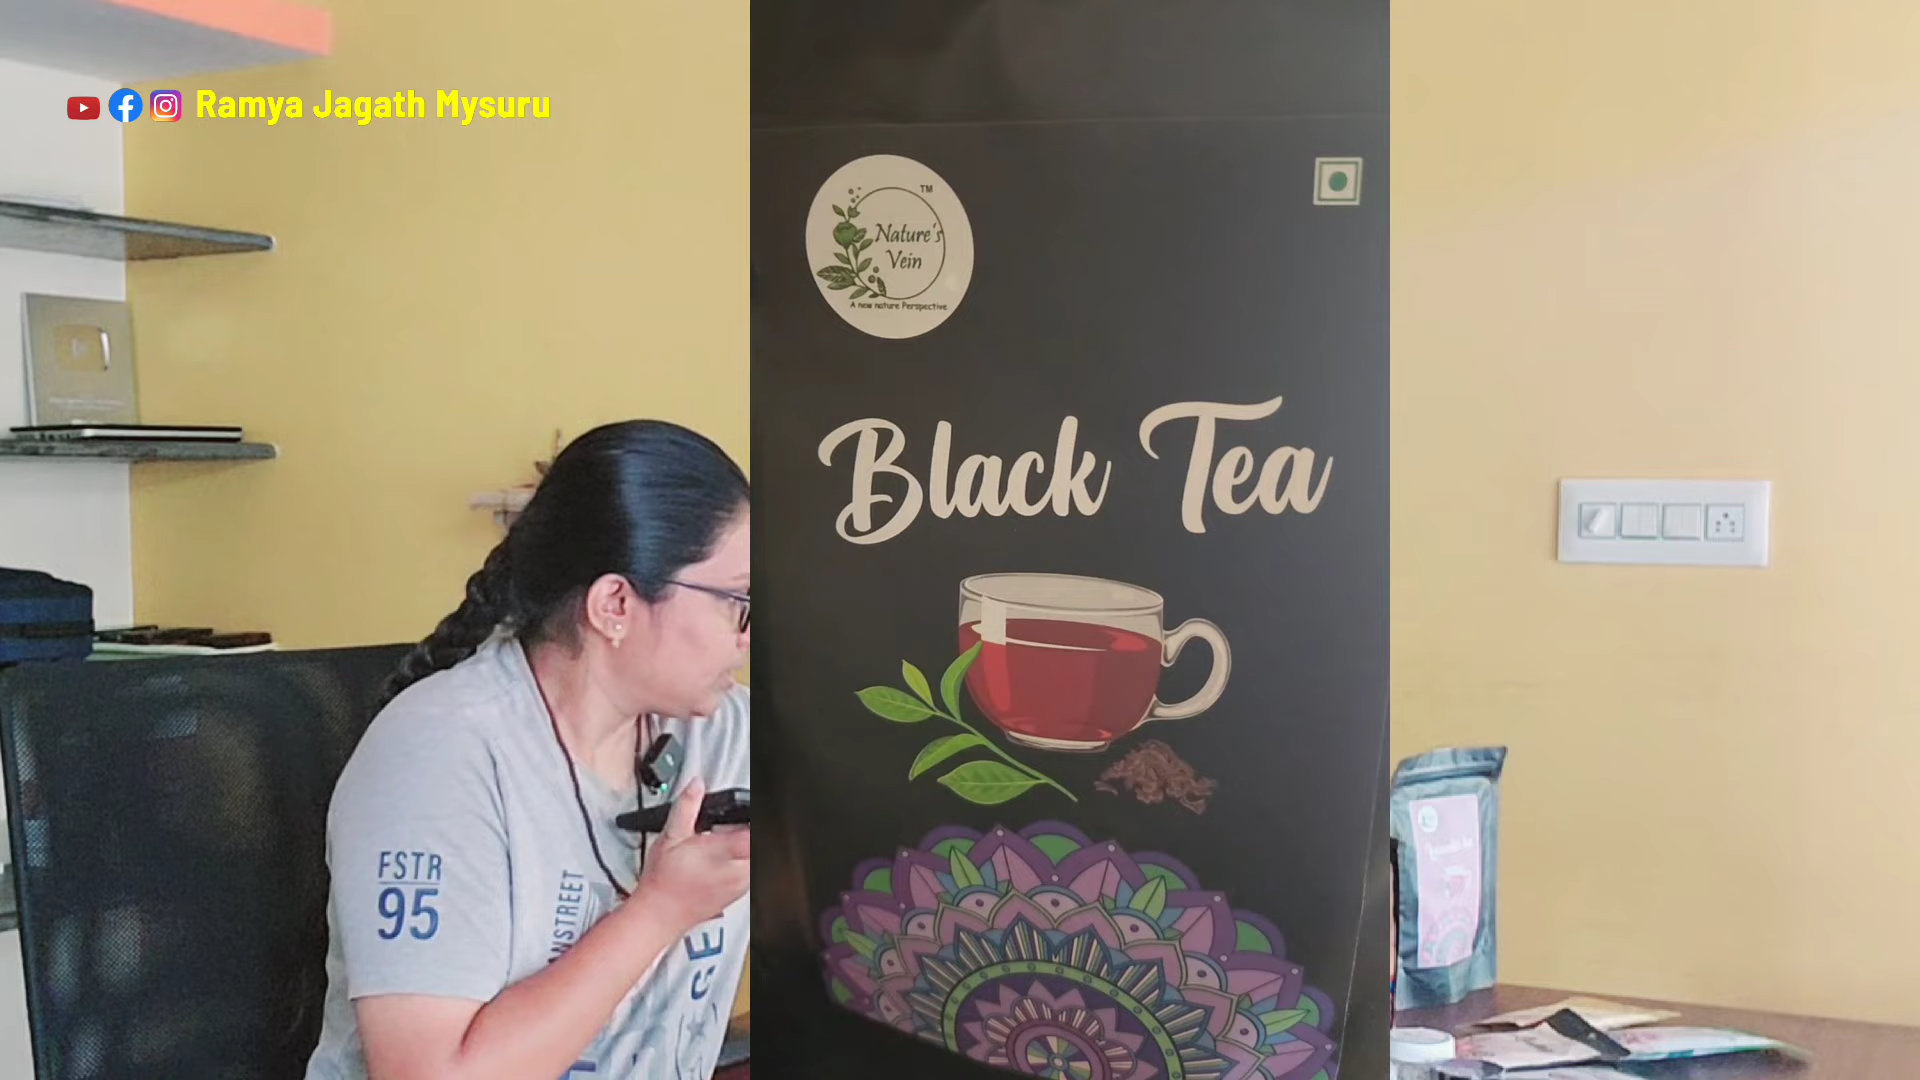 Ramya Jagath Mysuru
TM
Nature's
Vein
A new nature Perspective
Black Tea
FSTR
95